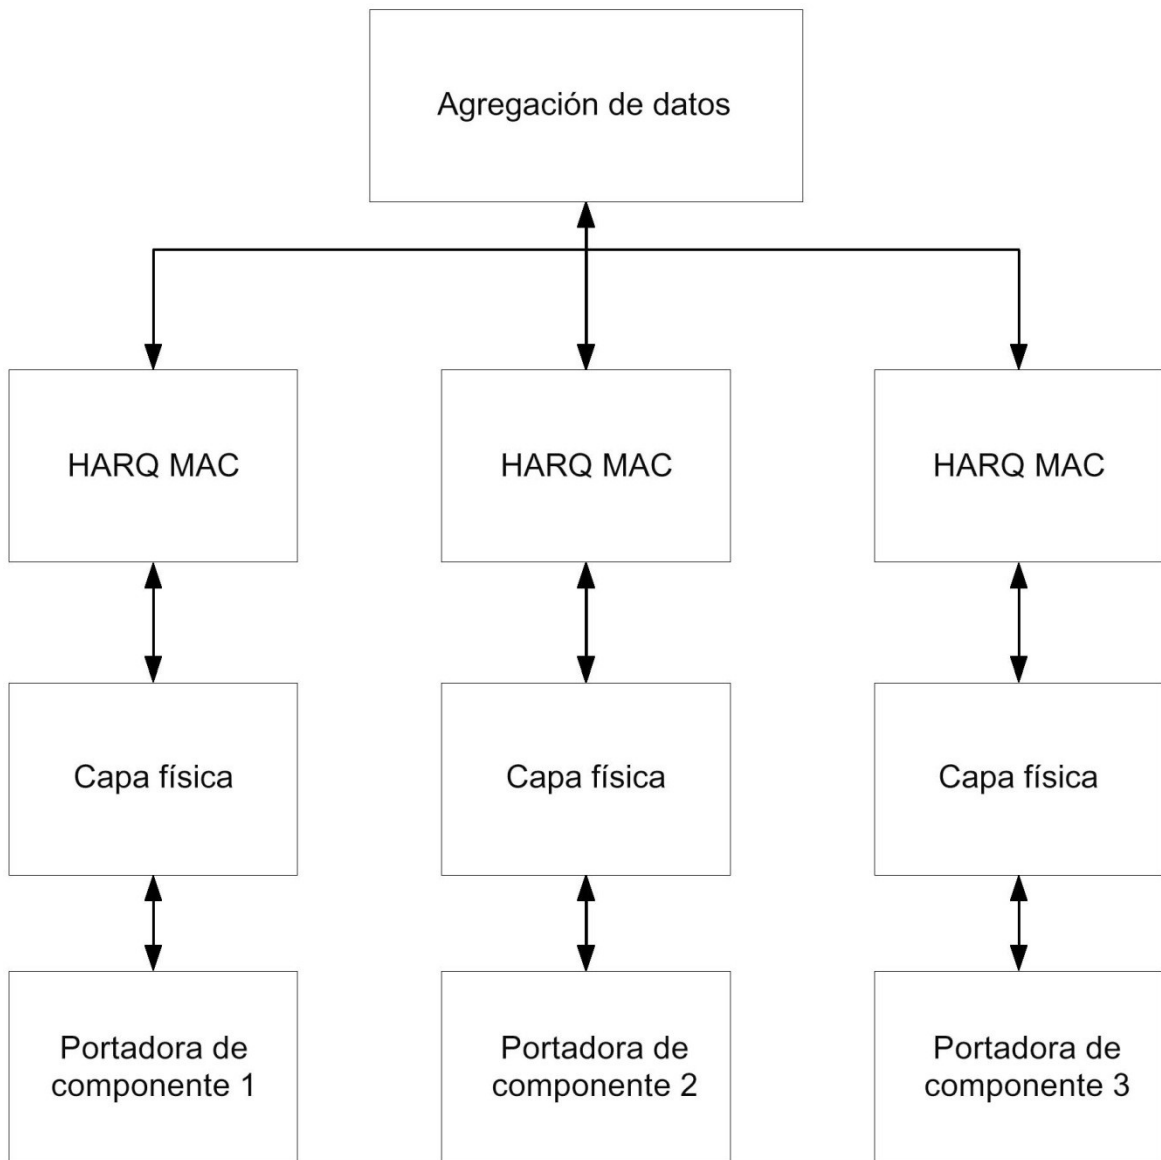 Agregación de datos
HARQ MAC
HARQ MAC
HARQ MAC
Capa física
Capa física
Capa física
Portadora de
componente 1
Portadora de
componente 2
Portadora de
componente 3